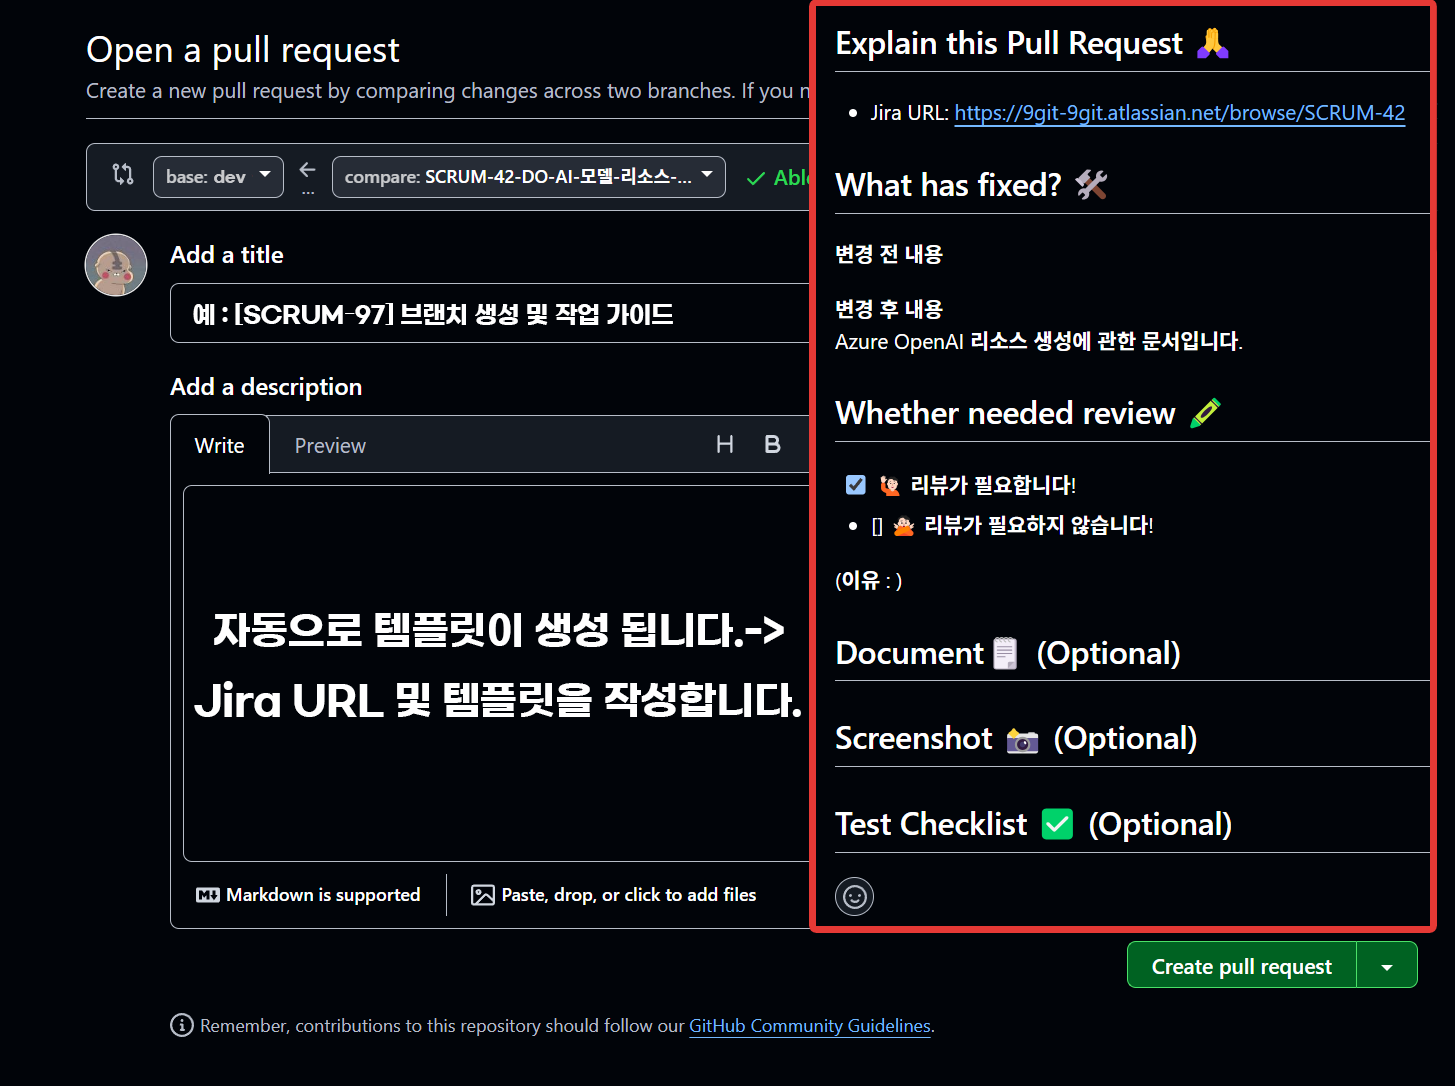 Open a pull request
Create a new pull request by comparing changes across two branches. If you
base: dev
...
compare: SCRUM-42-DO-AI-모델-리소스-...
Add a title
예 : [SCRUM-97] 브랜치 생성 및 작업 가이드
Add a description
Write
Preview
H
B
자동으로 템플릿이 생성 됩니다.->
Jira URL 및 템플릿을 작성합니다.
Markdown is supported
Paste, drop, or click to add files
Explain this Pull Request 🙏
• Jira URL: https://9git-9git.atlassian.net/browse/SCRUM-42
What has fixed? 🛠️
변경 전 내용
변경 후 내용
Azure OpenAI 리소스 생성에 관한 문서입니다.
Whether needed review 🖍️
☑ 🙋 리뷰가 필요합니다!
• [] 🙅 리뷰가 필요하지 않습니다!
(이유 : )
Document 🗒️ (Optional)
Screenshot 📸 (Optional)
Test Checklist ✅ (Optional)
Create pull request
Remember, contributions to this repository should follow our GitHub Community Guidelines.